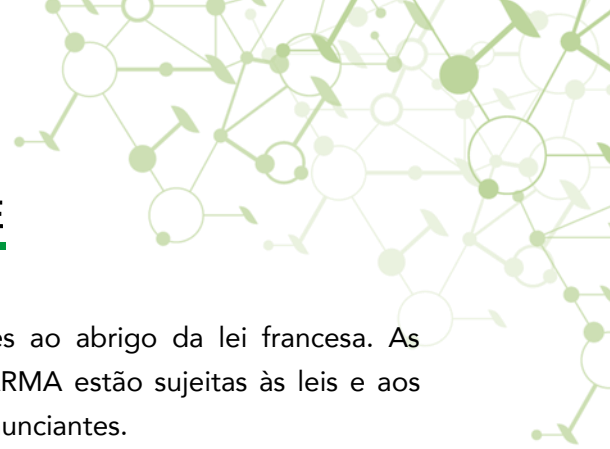 E
es ao abrigo da lei francesa. As
RMA estão sujeitas às leis e aos
unciantes.